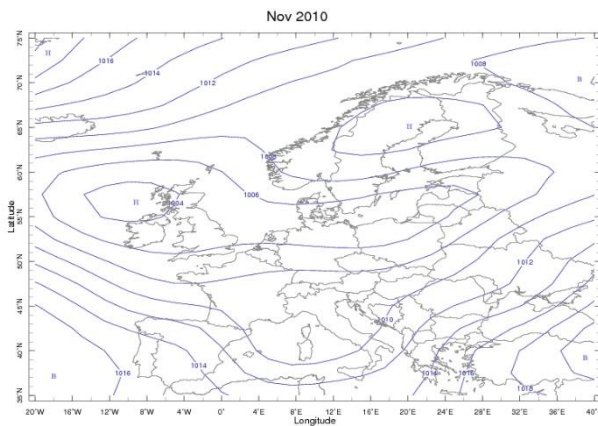 Nov 2010
75°N
70°N
65°N
60°N
55°N
50°N
45°N
40°N
35°N
Latitude
H
1016
1014
1012
1008
B
H
1006
H
1004
1012
1010
B
1016
1014
1016
1018
B
20°W
16°W
12°W
8°W
4°W
0°
4°E
8°E
12°E
16°E
20°E
24°E
28°E
32°E
36°E
40°E
Longitude